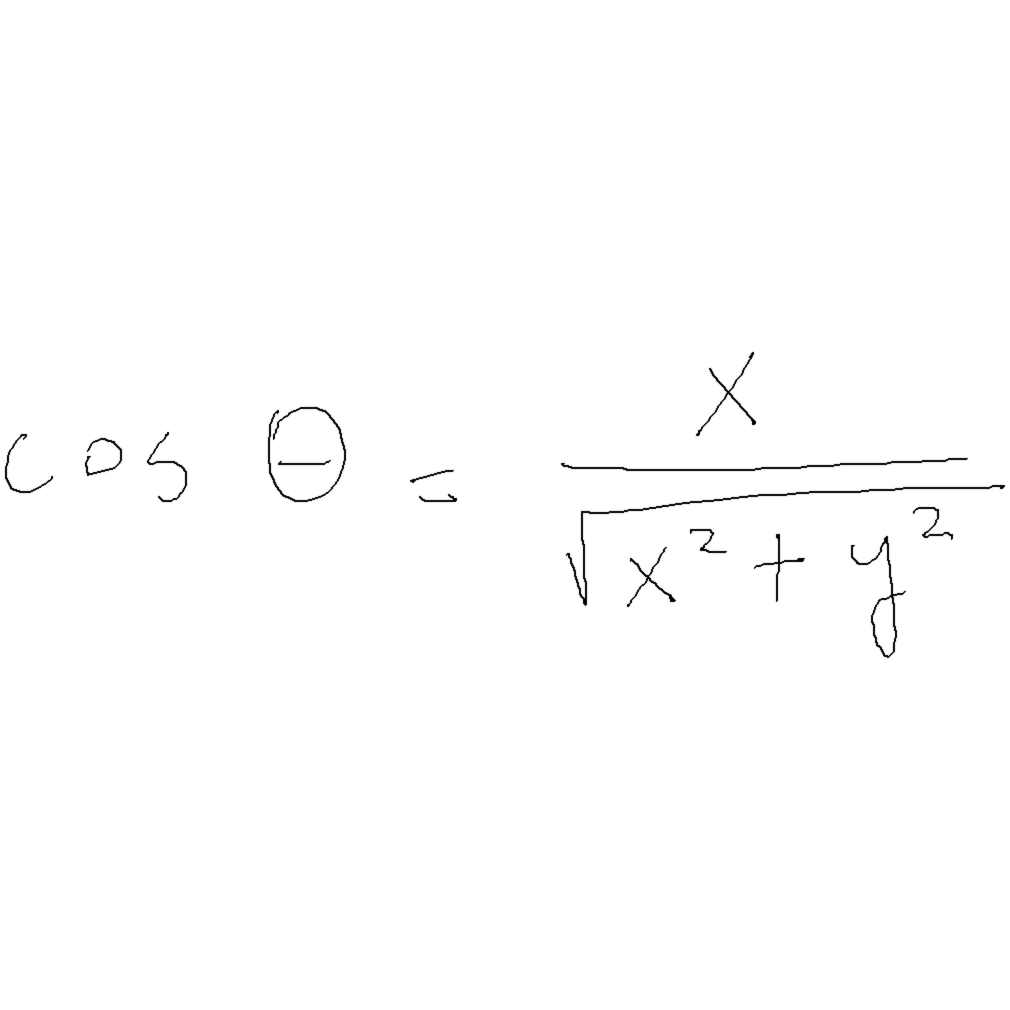 cos θ = x / √(x² + y²)